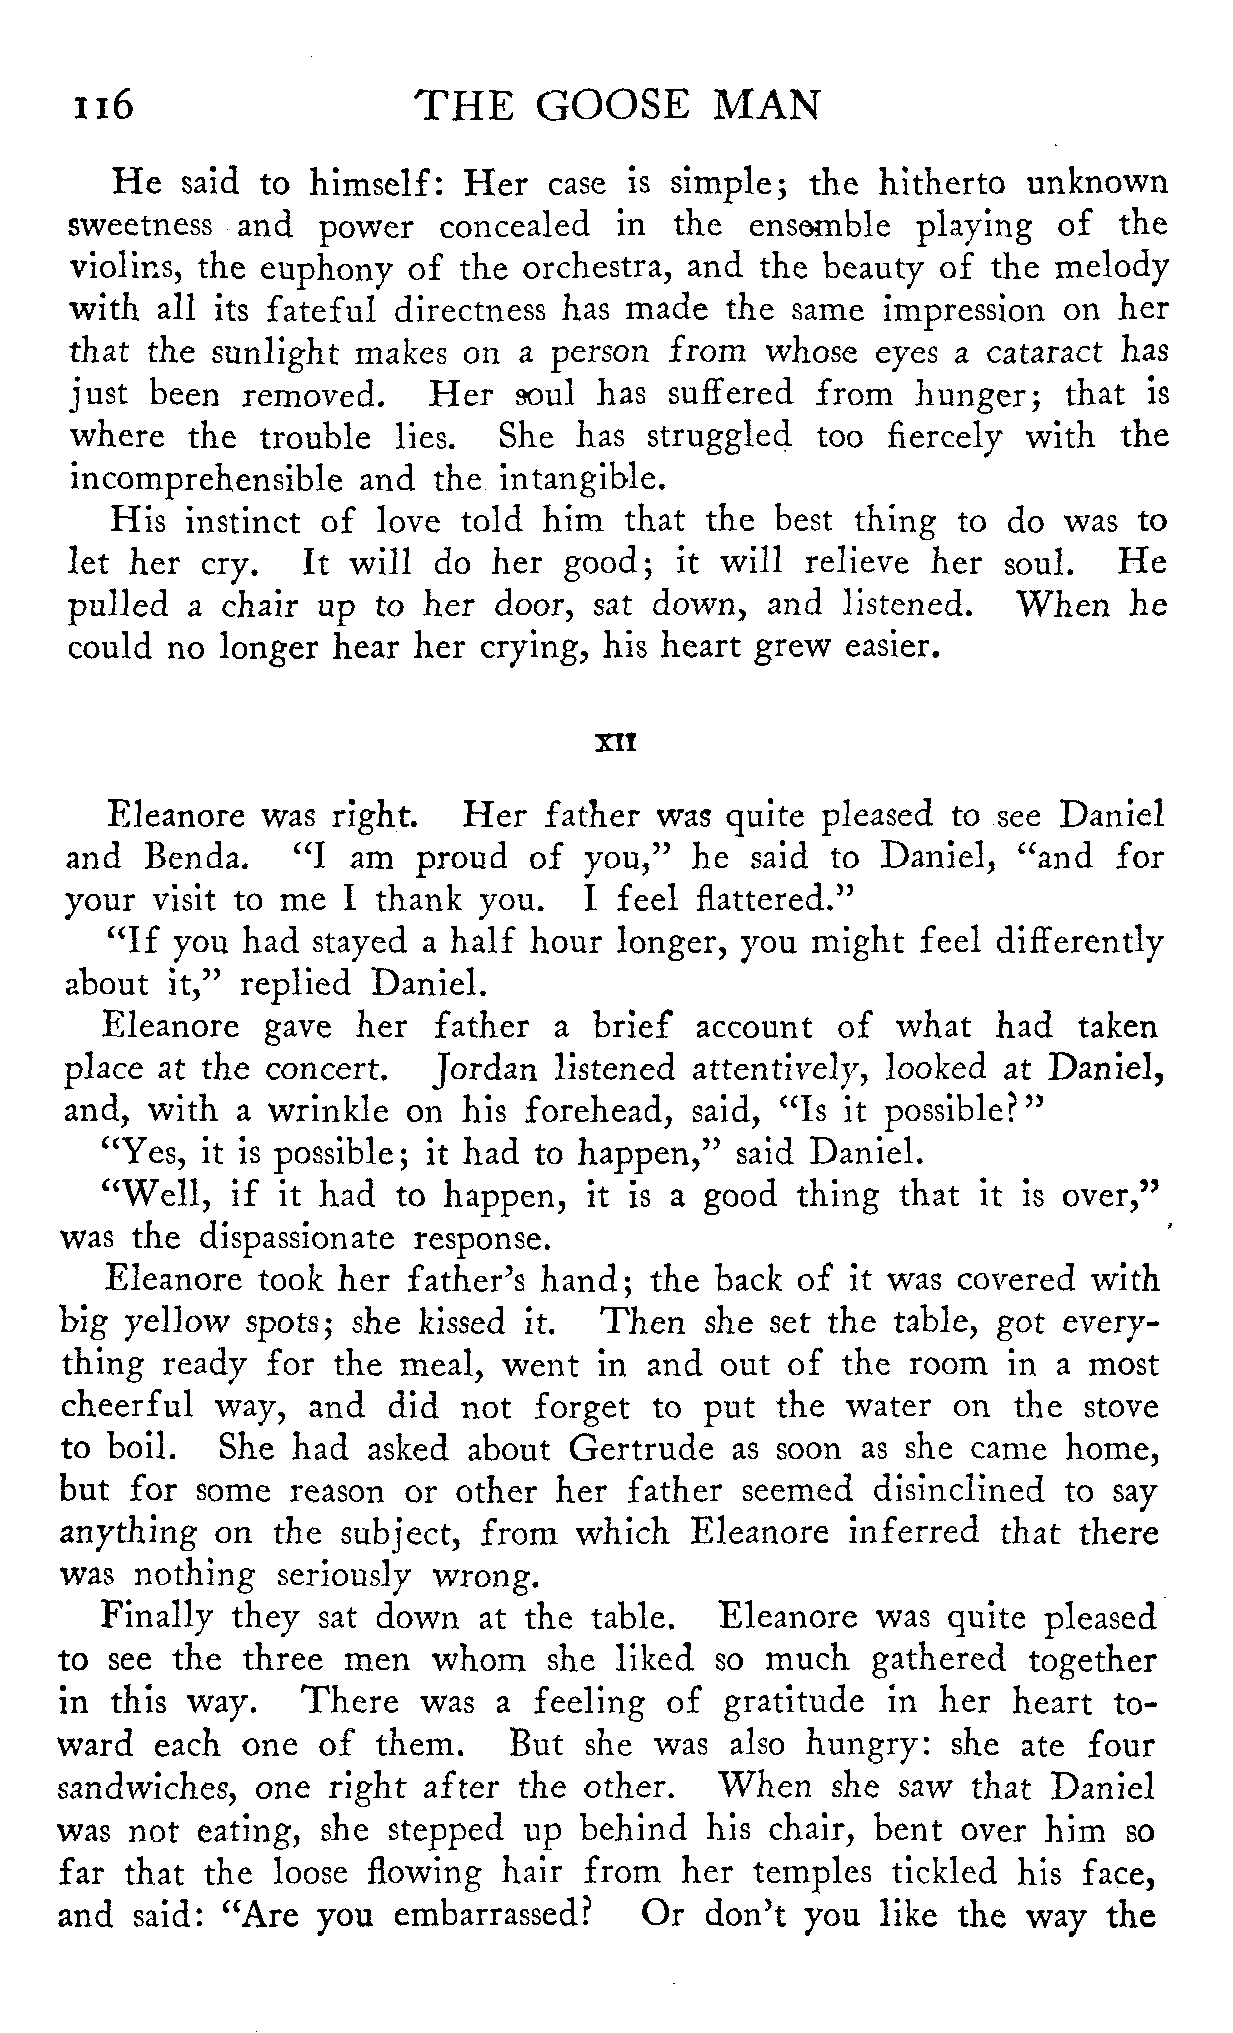 116 THE GOOSE MAN
He said to himself: Her case is simple; the hitherto unknown
sweetness and power concealed in the ensemble playing of the
violins, the euphony of the orchestra, and the beauty of the melody
with all its fateful directness has made the same impression on her
that the sunlight makes on a person from whose eyes a cataract has
just been removed. Her soul has suffered from hunger; that is
where the trouble lies. She has struggled too fiercely with the
incomprehensible and the intangible.
His instinct of love told him that the best thing to do was to
let her cry. It will do her good; it will relieve her soul. He
pulled a chair up to her door, sat down, and listened. When he
could no longer hear her crying, his heart grew easier.
XII
Eleanore was right. Her father was quite pleased to see Daniel
and Benda. "I am proud of you," he said to Daniel, "and for
your visit to me I thank you. I feel flattered."
"If you had stayed a half hour longer, you might feel differently
about it," replied Daniel.
Eleanore gave her father a brief account of what had taken
place at the concert. Jordan listened attentively, looked at Daniel,
and, with a wrinkle on his forehead, said, "Is it possible?"
"Yes, it is possible; it had to happen," said Daniel.
"Well, if it had to happen, it is a good thing that it is over,"
was the dispassionate response.
Eleanore took her father's hand; the back of it was covered with
big yellow spots; she kissed it. Then she set the table, got every-
thing ready for the meal, went in and out of the room in a most
cheerful way, and did not forget to put the water on the stove
to boil. She had asked about Gertrude as soon as she came home,
but for some reason or other her father seemed disinclined to say
anything on the subject, from which Eleanore inferred that there
was nothing seriously wrong.
Finally they sat down at the table. Eleanore was quite pleased
to see the three men whom she liked so much gathered together
in this way. There was a feeling of gratitude in her heart to-
ward each one of them. But she was also hungry: she ate four
sandwiches, one right after the other. When she saw that Daniel
was not eating, she stepped up behind his chair, bent over him so
far that the loose flowing hair from her temples tickled his face,
and said: "Are you embarrassed? Or don't you like the way the